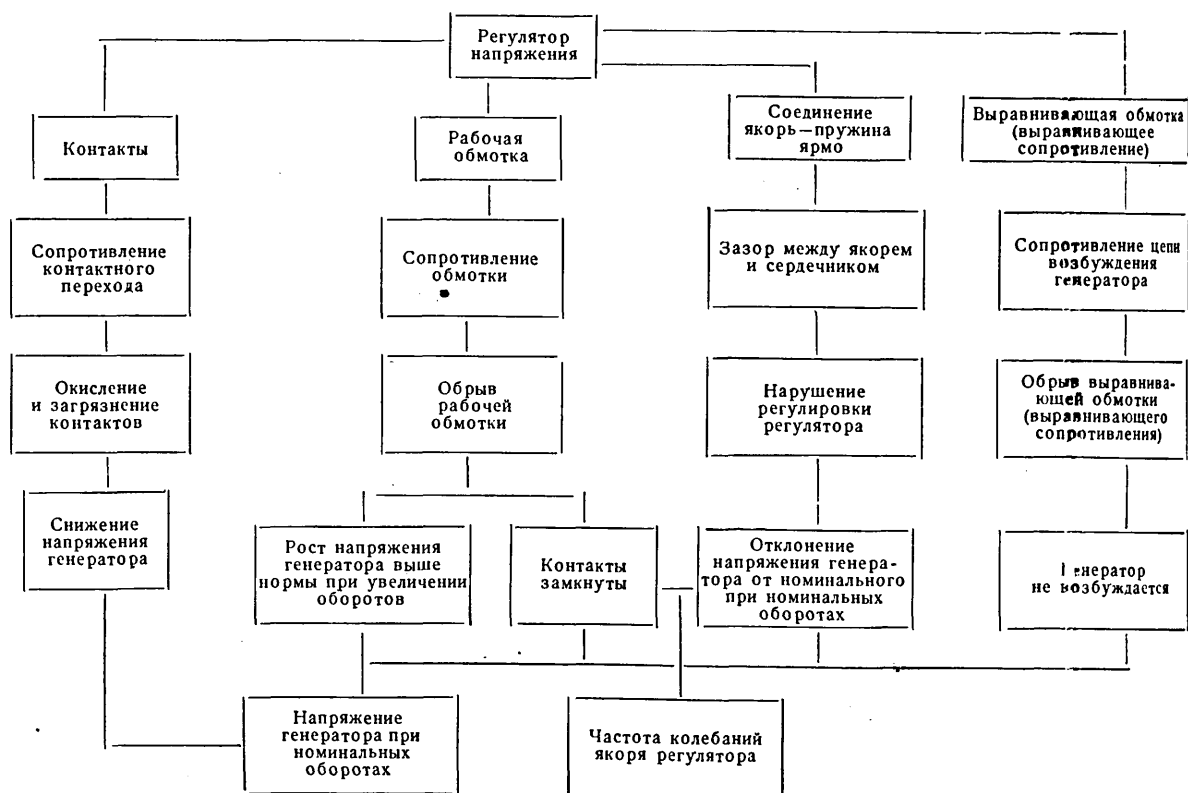 Регулятор
напряжения
Контакты
Рабочая
обмотка
Соединение
якорь—пружина
ярмо
Выравнивающая обмотка
(выравнивающее
сопротивление)
Сопротивление
контактного
перехода
Сопротивление
обмотки
Зазор между якорем
и сердечником
Сопротивление цепи
возбуждения
генератора
Окисление
и загрязнение
контактов
Обрыв
рабочей
обмотки
Нарушение
регулировки
регулятора
Обрыв выравнива-
ющей обмотки
(выравнивающего
сопротивления)
Снижение
напряжения
генератора
Рост напряжения
генератора выше
нормы при увеличении
оборотов
Контакты
замкнуты
Отклонение
напряжения генера-
тора от номинального
при номинальных
оборотах
Генератор
не возбуждается
Напряжение
генератора при
номинальных
оборотах
Частота колебаний
якоря регулятора